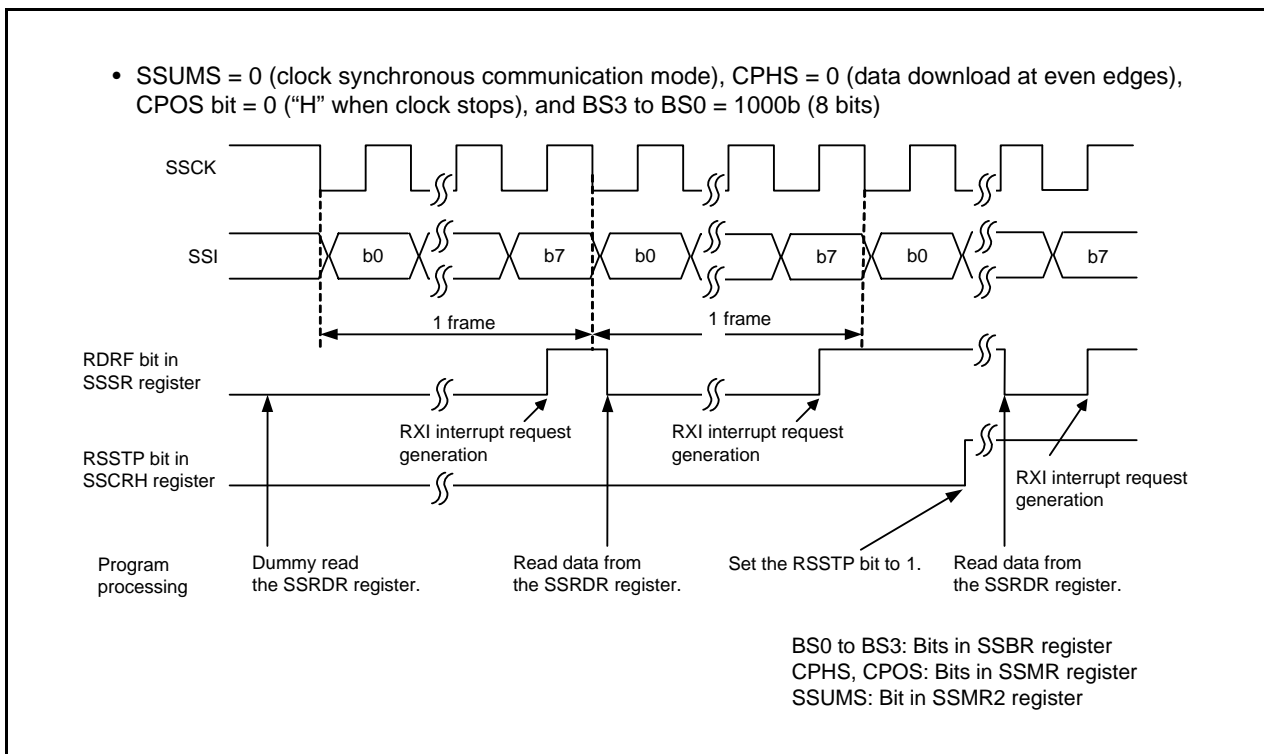 • SSUMS = 0 (clock synchronous communication mode), CPHS = 0 (data download at even edges),
CPOS bit = 0 (“H” when clock stops), and BS3 to BS0 = 1000b (8 bits)
SSCK
SSI
b0
b7
b0
b7
b0
b7
1 frame
1 frame
RDRF bit in
SSSR register
RXI interrupt request
generation
RXI interrupt request
generation
RSSTP bit in
SSCRH register
RXI interrupt request
generation
Program
processing
Dummy read
the SSRDR register.
Read data from
the SSRDR register.
Set the RSSTP bit to 1.
Read data from
the SSRDR register.
BS0 to BS3: Bits in SSBR register
CPHS, CPOS: Bits in SSMR register
SSUMS: Bit in SSMR2 register